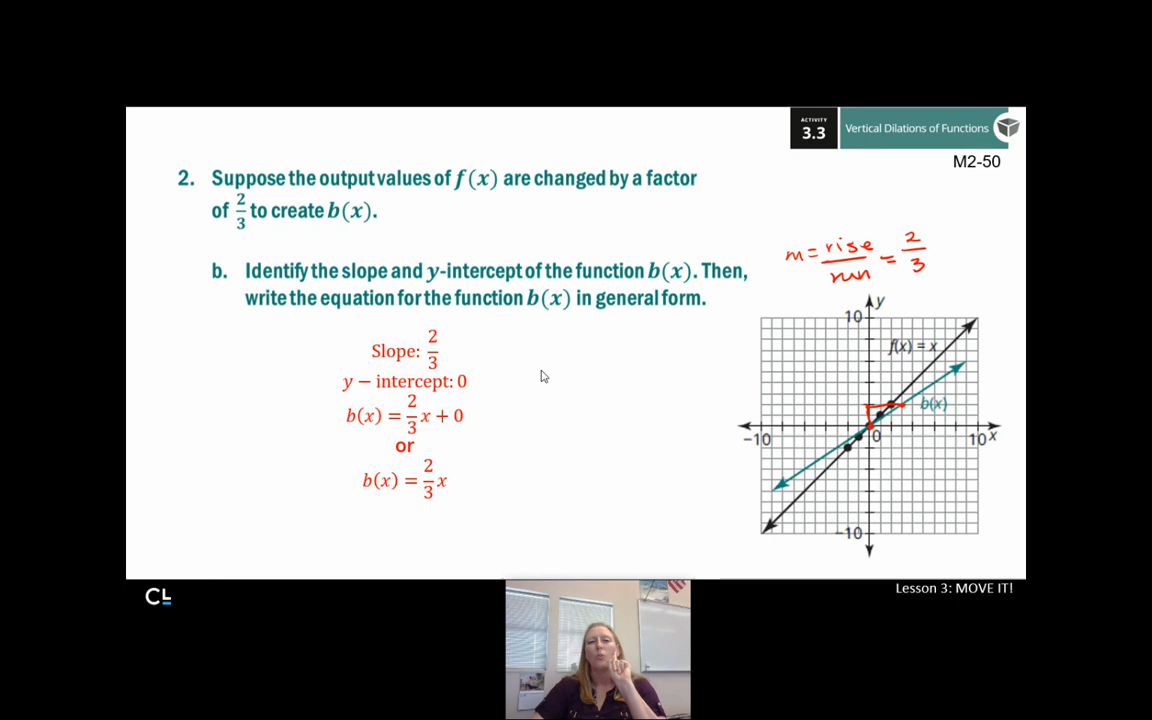 ACTIVITY
3.3
Vertical Dilations of Functions
M2-50
2. Suppose the output values of f(x) are changed by a factor
of 2/3 to create b(x).
m = rise/run = 2/3
b. Identify the slope and y-intercept of the function b(x). Then,
write the equation for the function b(x) in general form.
Slope: 2/3
y − intercept: 0
b(x) = 2/3 x + 0
or
b(x) = 2/3 x
y
10
f(x) = x
b(x)
−10
0
10
x
−10
CL
Lesson 3: MOVE IT!